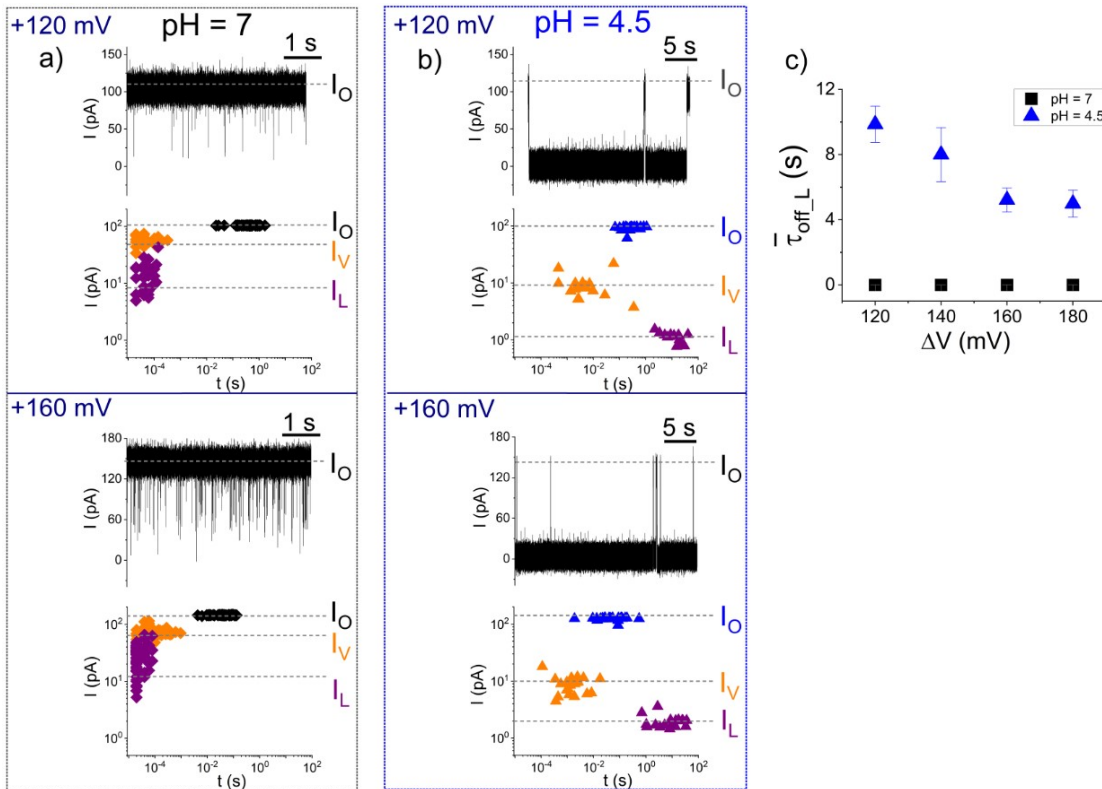 +120 mV
pH = 7
1 s
a)
150
100
50
0
I (pA)
I_O
10^2
10^1
10^0
I (pA)
I_O
I_V
I_L
10^-4 10^-2 10^0 10^2
t (s)
+160 mV
1 s
180
120
60
0
I (pA)
I_O
10^2
10^1
10^0
I (pA)
I_O
I_V
I_L
10^-4 10^-2 10^0 10^2
t (s)
+120 mV
pH = 4.5
5 s
b)
150
100
25
0
I (pA)
I_O
10^2
10^1
10^0
I (pA)
I_O
I_V
I_L
10^-4 10^-2 10^0 10^2
t (s)
+160 mV
5 s
180
120
60
0
I (pA)
I_O
10^2
10^1
10^0
I (pA)
I_O
I_V
I_L
10^-4 10^-2 10^0 10^2
t (s)
c)
pH = 7
pH = 4.5
12
8
4
0
τ̄_off_L (s)
120 140 160 180
ΔV (mV)